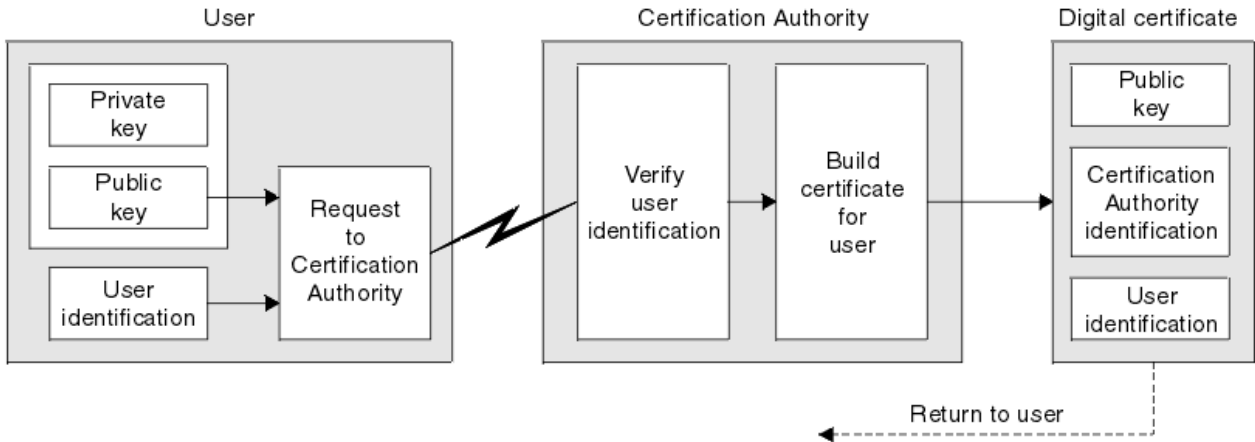 User
Private
key
Public
key
User
identification
Request
to
Certification
Authority
Certification Authority
Verify
user
identification
Build
certificate
for
user
Digital certificate
Public
key
Certification
Authority
identification
User
identification
Return to user